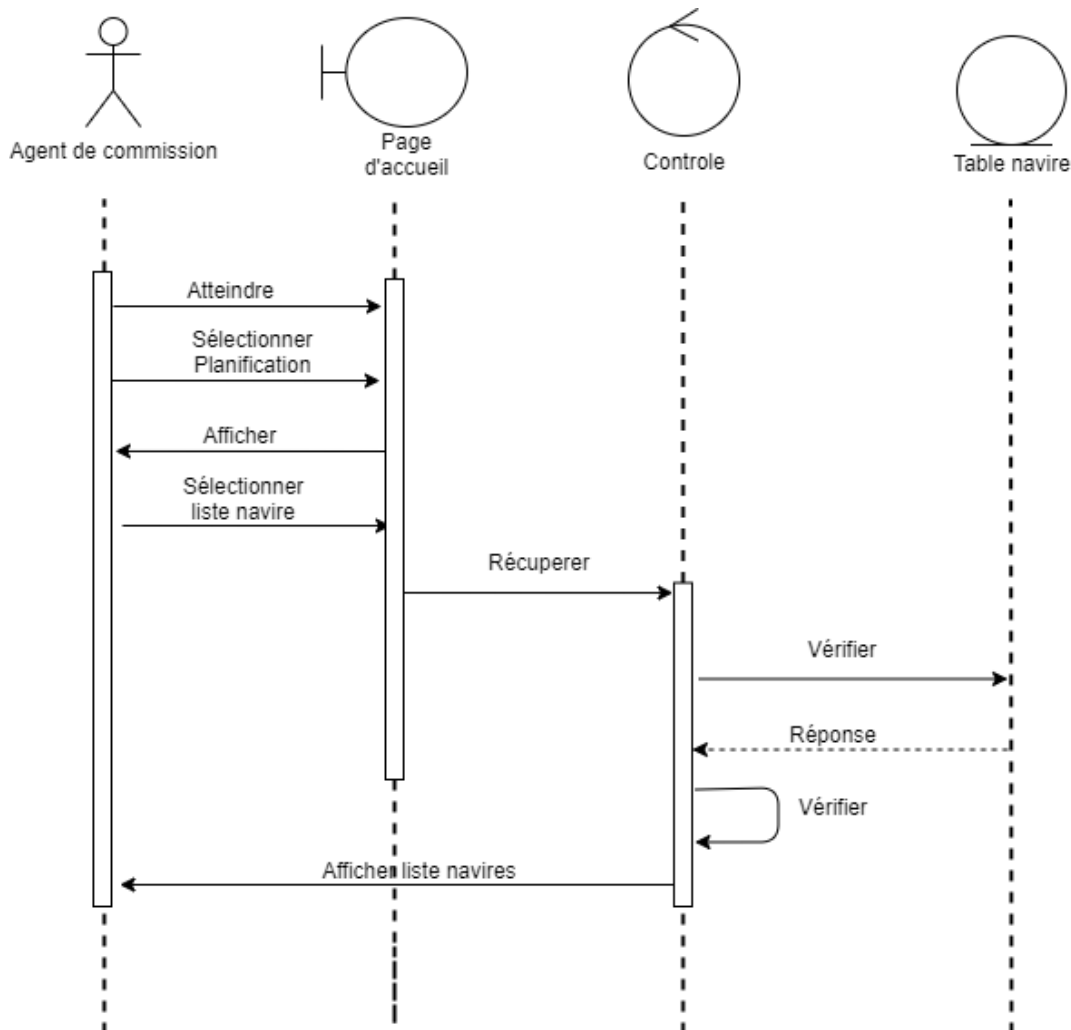 Agent de commission
Page
d'accueil
Controle
Table navire
Atteindre
Sélectionner
Planification
Afficher
Sélectionner
liste navire
Récuperer
Vérifier
Réponse
Vérifier
Afficher liste navires